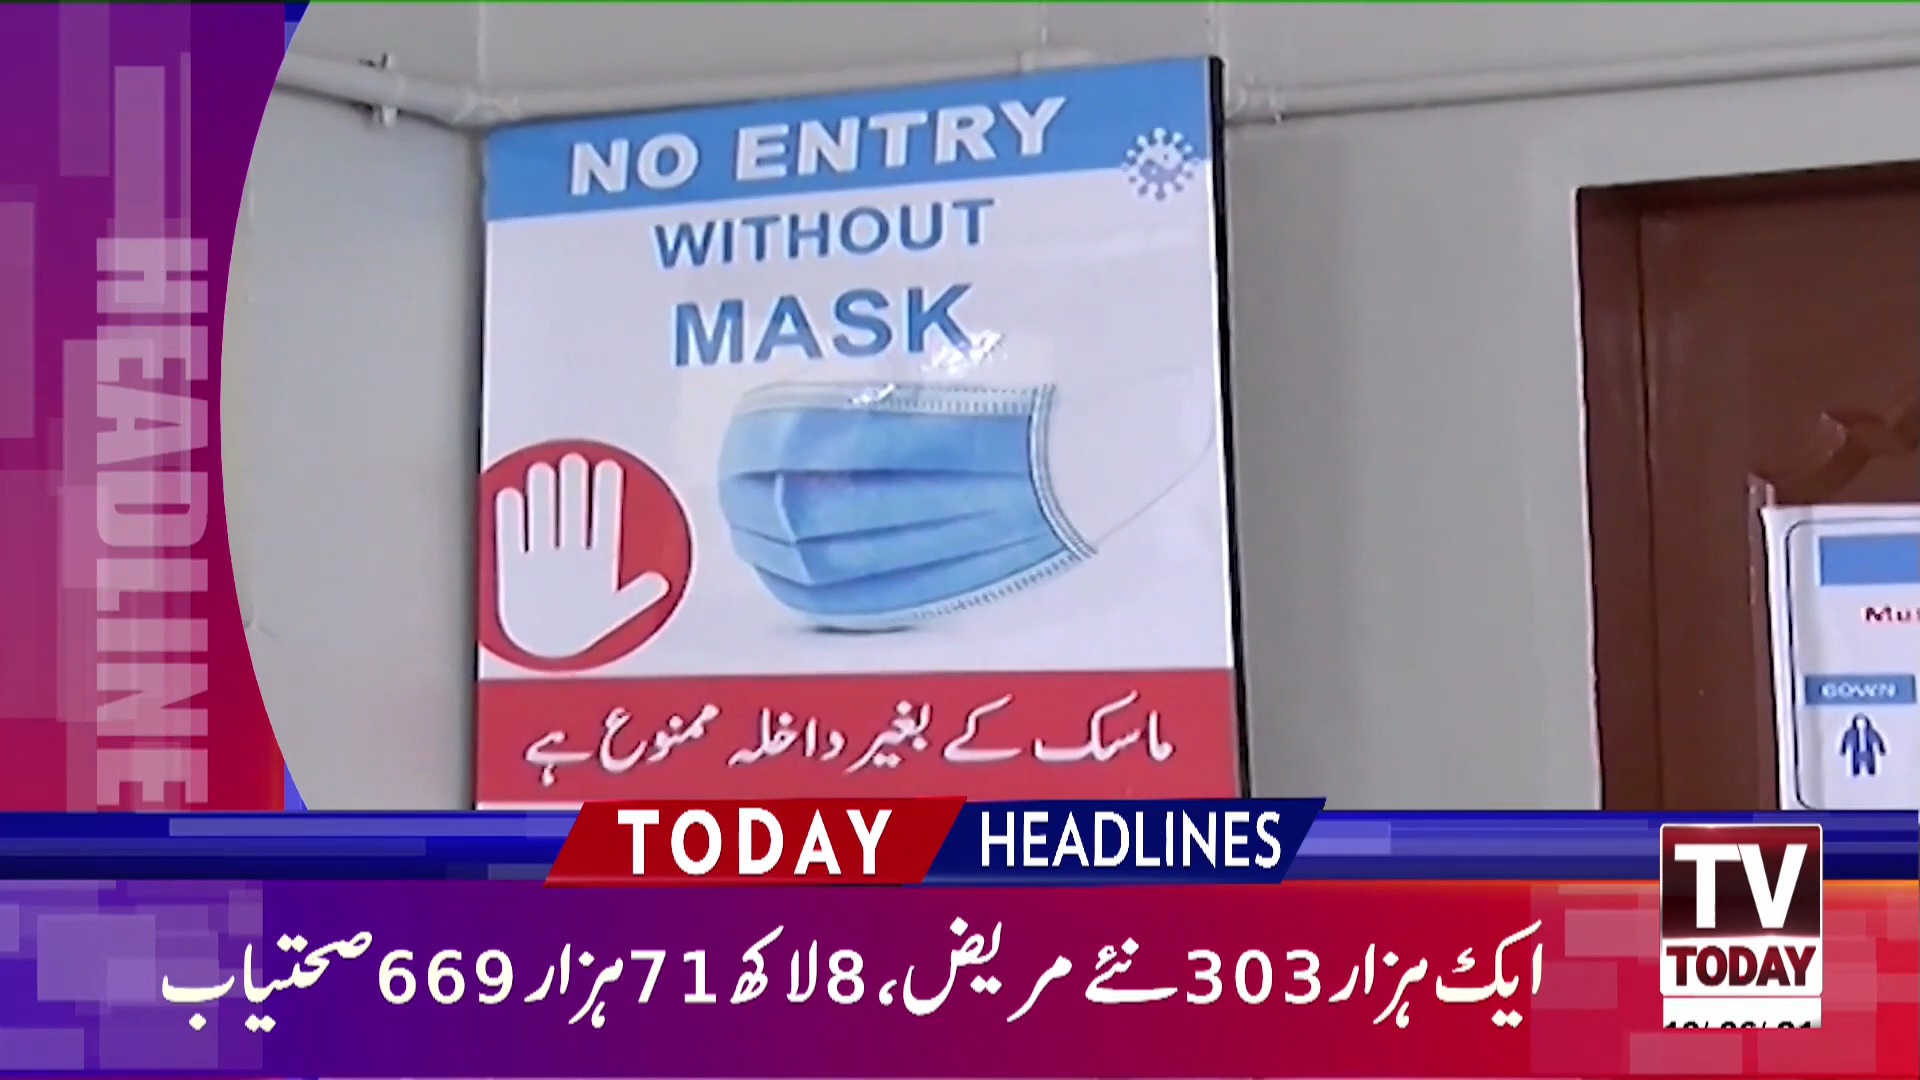 HEADLINE
NO ENTRY
WITHOUT
MASK
ماسک کے بغیر داخلہ ممنوع ہے
GOWN
TODAY HEADLINES
ایک ہزار 303 نئے مریض، 8 لاکھ 71 ہزار 669 صحتیاب
TV
TODAY